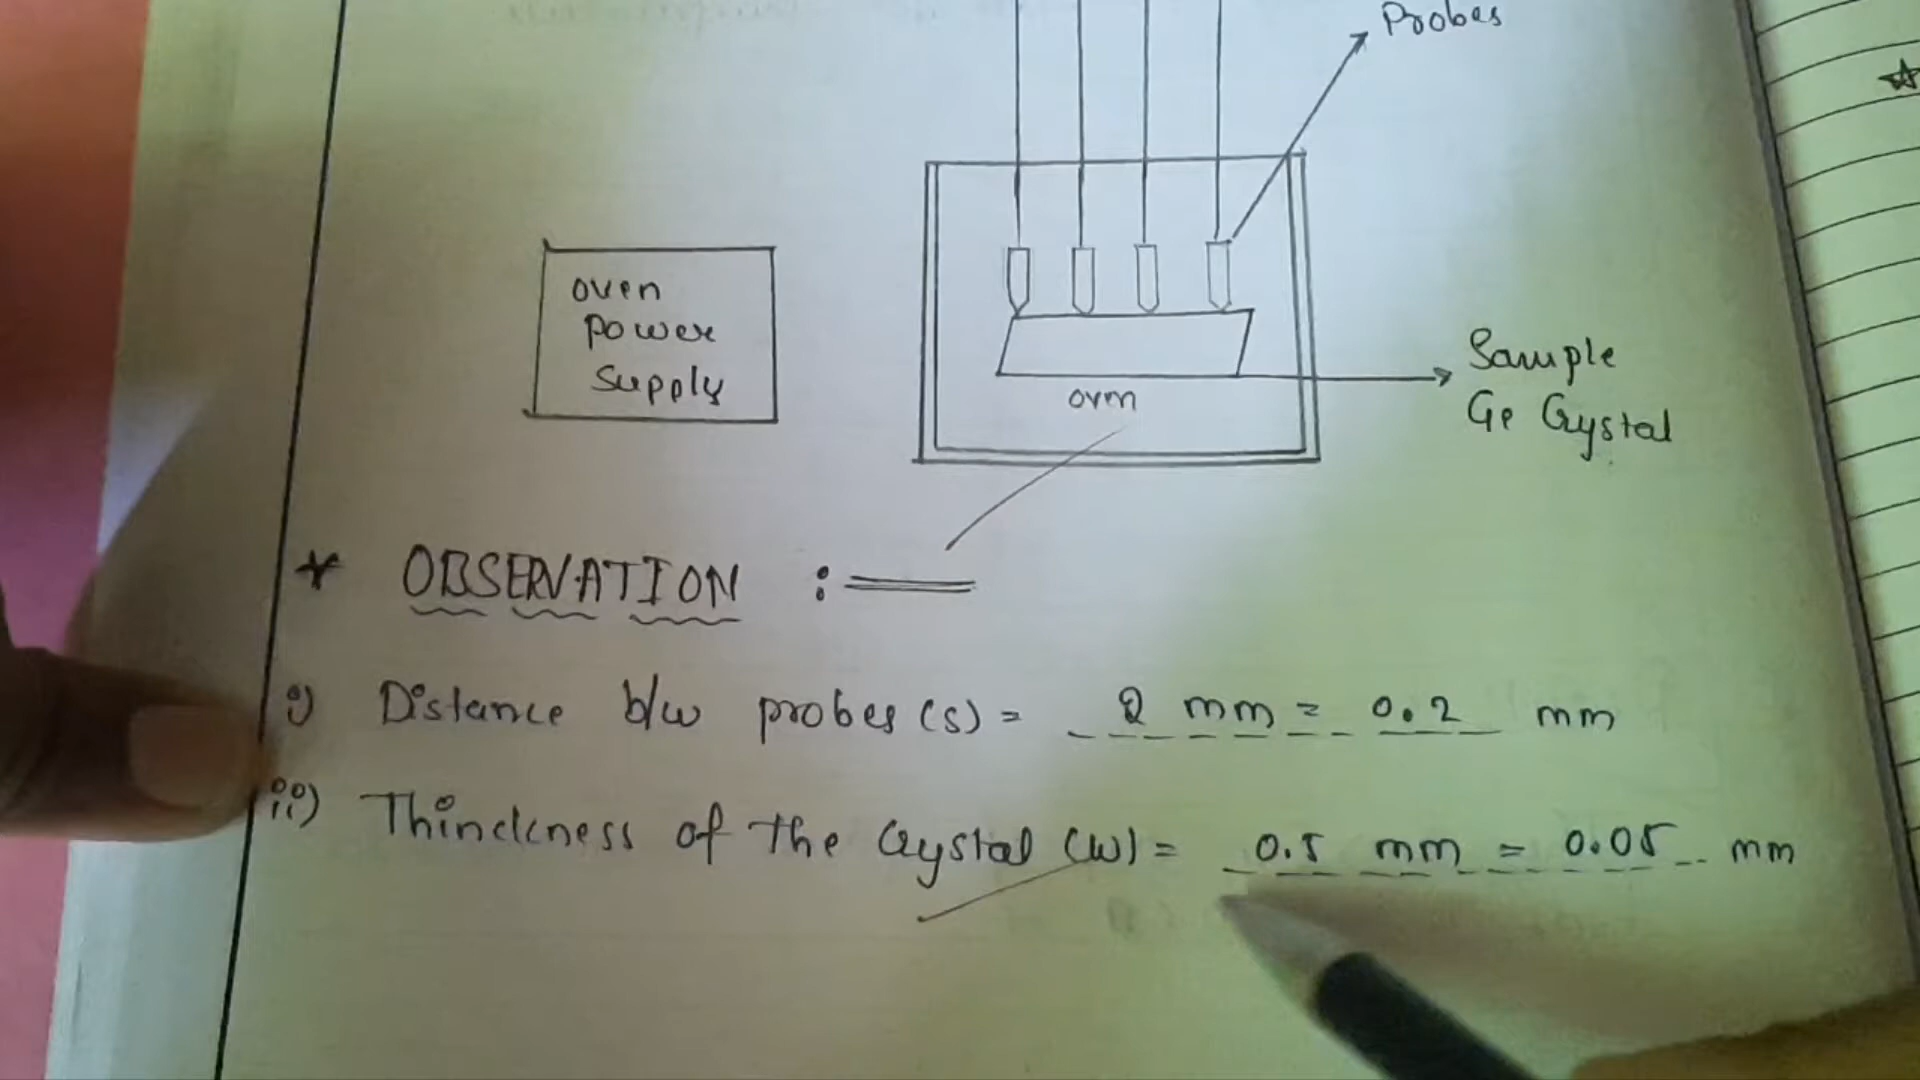 Probes
oven
power
supply
oven
Sample
Ge Crystal
* OBSERVATION :
i) Distance b/w probes (s) = 2 mm = 0.2 mm
ii) Thinckness of the Crystal (W) = 0.5 mm = 0.05 mm